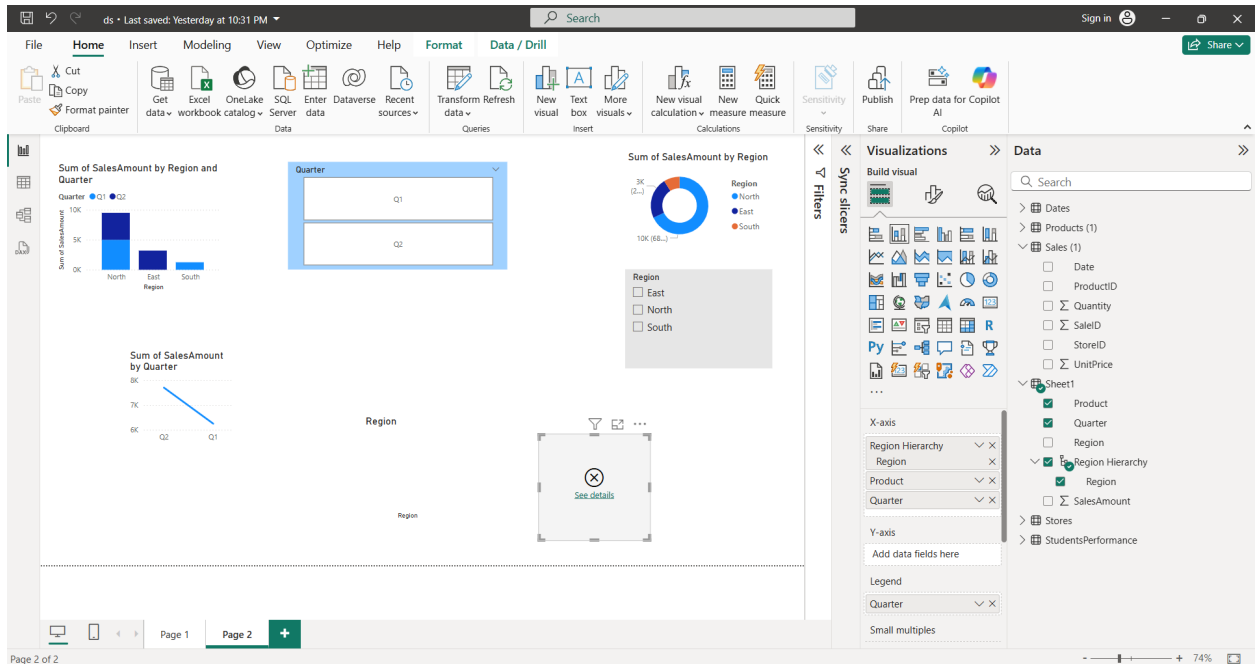 ds • Last saved: Yesterday at 10:31 PM
Search
Sign in
File Home Insert Modeling View Optimize Help Format Data / Drill
Share
Paste
Cut
Copy
Format painter
Clipboard
Get data
Excel workbook
OneLake catalog
SQL Server
Enter data
Dataverse
Recent sources
Data
Transform data
Refresh
Queries
New visual
Text box
More visuals
Insert
New visual calculation
New measure
Quick measure
Calculations
Sensitivity
Sensitivity
Publish
Share
Prep data for Copilot
AI
Copilot
Sum of SalesAmount by Region and
Quarter
Quarter Q1 Q2
Sum of SalesAmount
10K
5K
0K
North East South
Region
Quarter
Q1
Q2
Sum of SalesAmount by Region
3K
(2...)
10K (68...)
Region
North
East
South
Region
East
North
South
Sum of SalesAmount
by Quarter
8K
7K
6K
Q2 Q1
Region
Region
See details
Filters
Sync slicers
Visualizations
Build visual
123
R
Py
...
X-axis
Region Hierarchy
Region
Product
Quarter
Y-axis
Add data fields here
Legend
Quarter
Small multiples
Data
Search
Dates
Products (1)
Sales (1)
Date
ProductID
Quantity
SaleID
StoreID
UnitPrice
Sheet1
Product
Quarter
Region
Region Hierarchy
Region
SalesAmount
Stores
StudentsPerformance
Page 1
Page 2
Page 2 of 2
74%